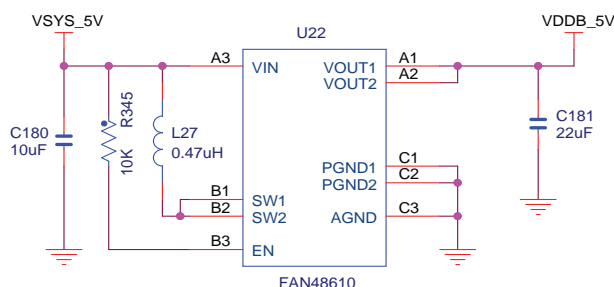 VSYS_5V
VDDB_5V
U22
A3
VIN
VOUT1
A1
VOUT2
A2
C180
10uF
R345
10K
L27
0.47uH
C181
22uF
PGND1
C1
PGND2
C2
B1
SW1
B2
SW2
AGND
C3
B3
EN
FAN48610